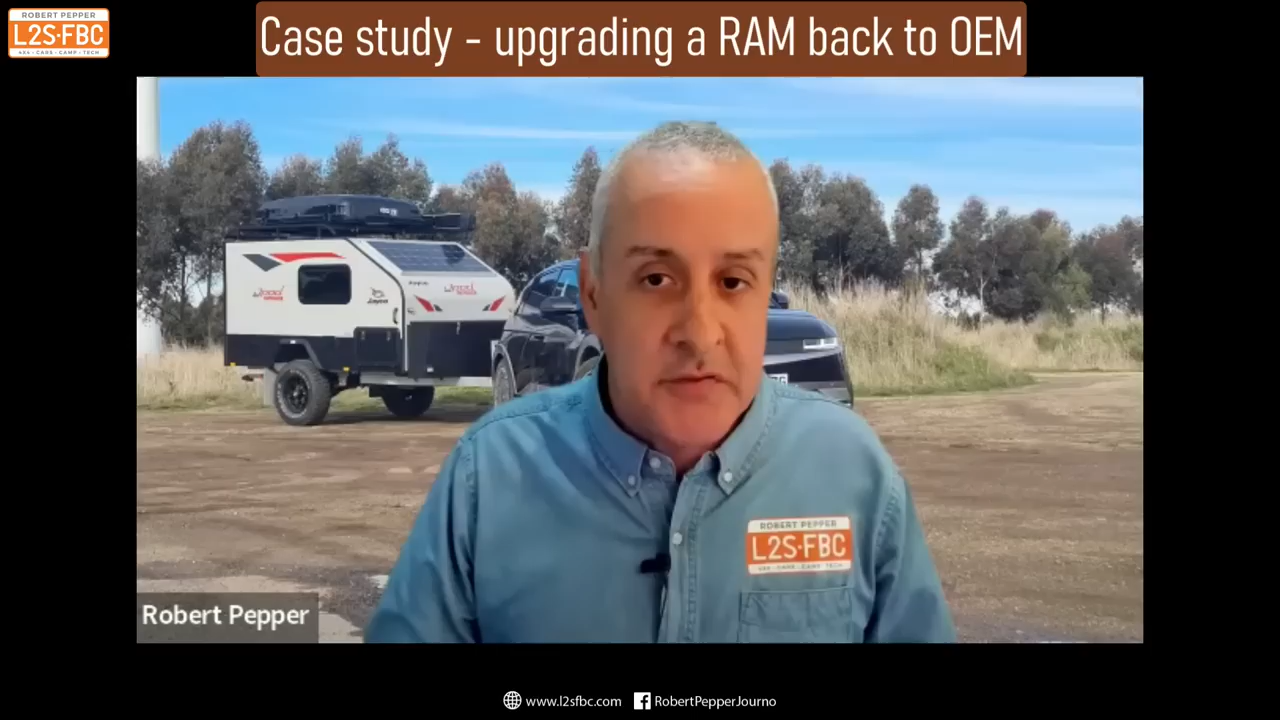 ROBERT PEPPER
L2S·FBC
4X4 · CARS · CAMP · TECH
Case study - upgrading a RAM back to OEM
Jayco
ROBERT PEPPER
L2S·FBC
4X4 · CARS · CAMP · TECH
Robert Pepper
www.l2sfbc.com
RobertPepperJourno